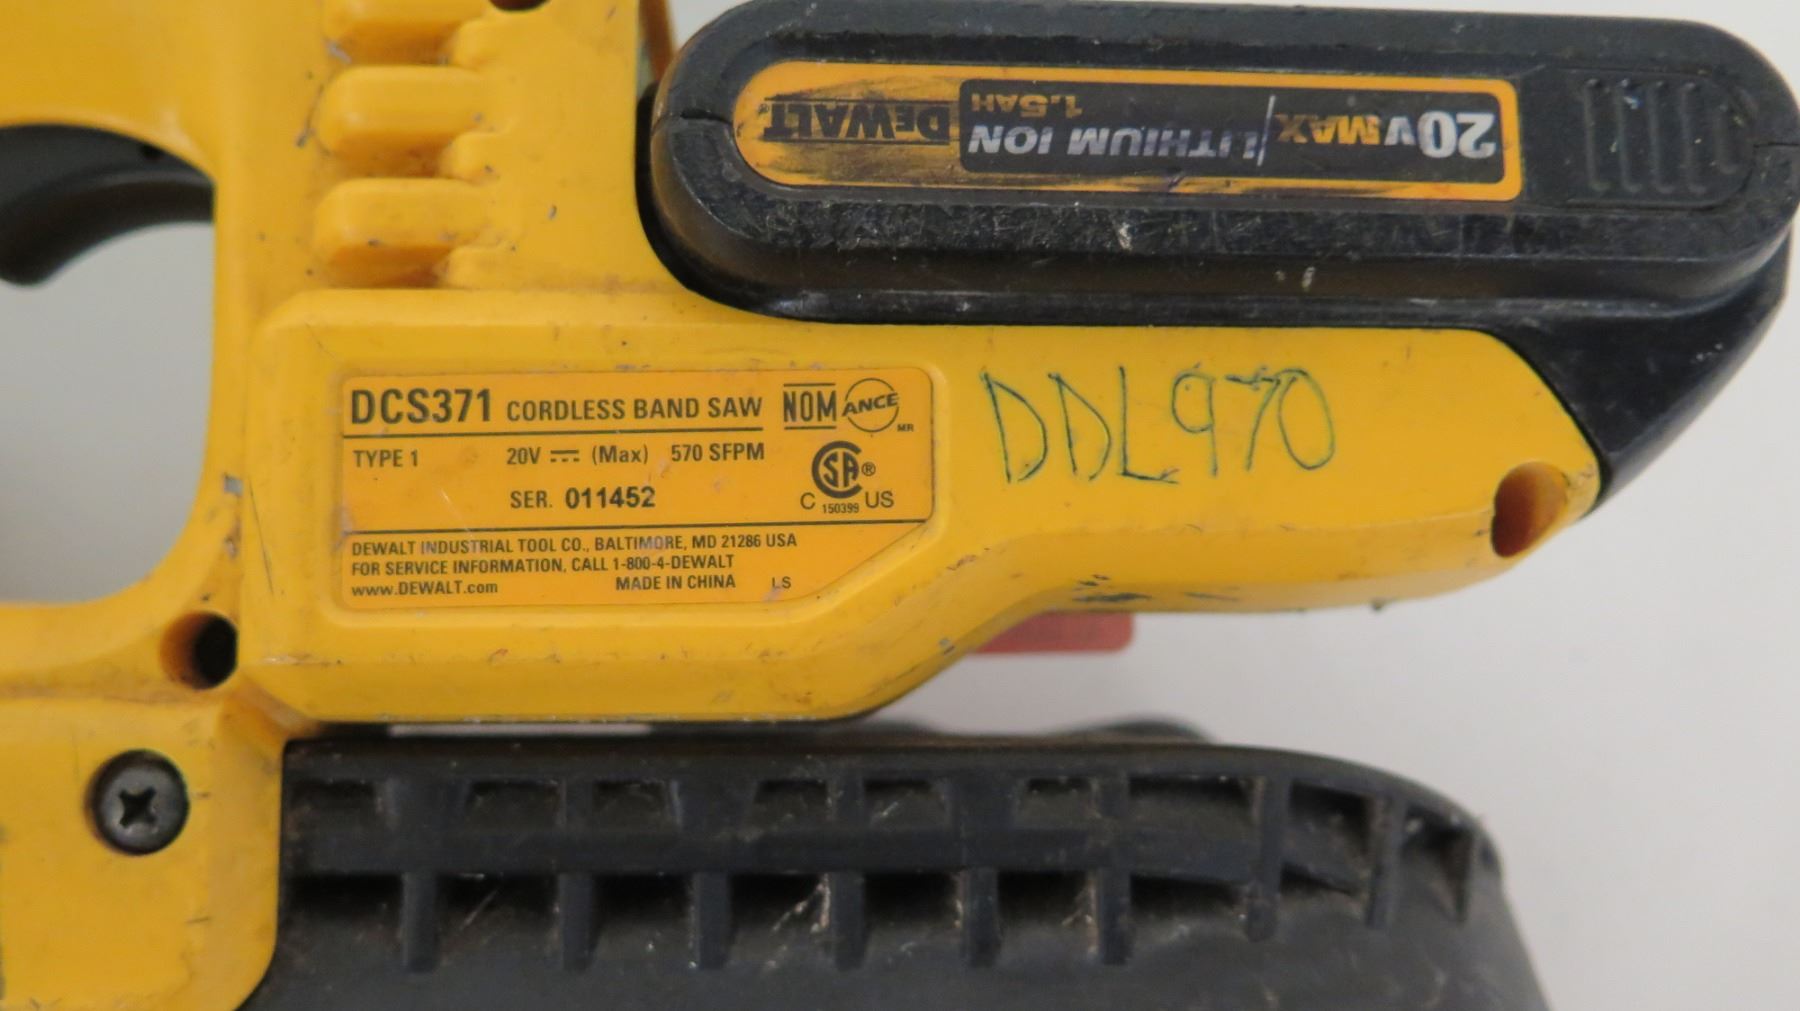 20V MAX LITHIUM ION DEWALT
1.5AH
DCS371 CORDLESS BAND SAW NOM ANCE
MR
TYPE 1 20V ⎓ (Max) 570 SFPM
SER. 011452
SA®
C 150399 US
DEWALT INDUSTRIAL TOOL CO., BALTIMORE, MD 21286 USA
FOR SERVICE INFORMATION, CALL 1-800-4-DEWALT
www.DEWALT.com MADE IN CHINA LS
DDL970